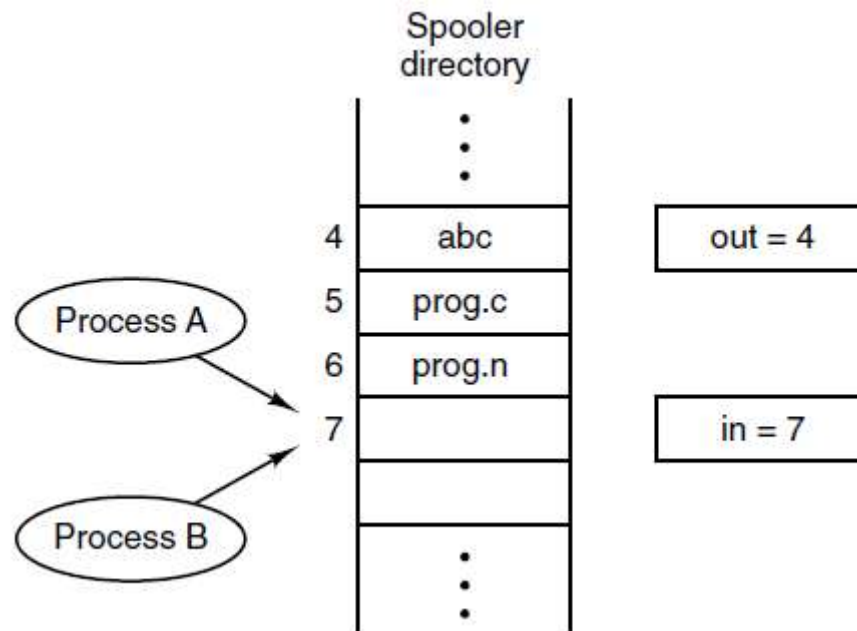 Spooler
directory
4 abc out = 4
Process A 5 prog.c
6 prog.n
7 in = 7
Process B